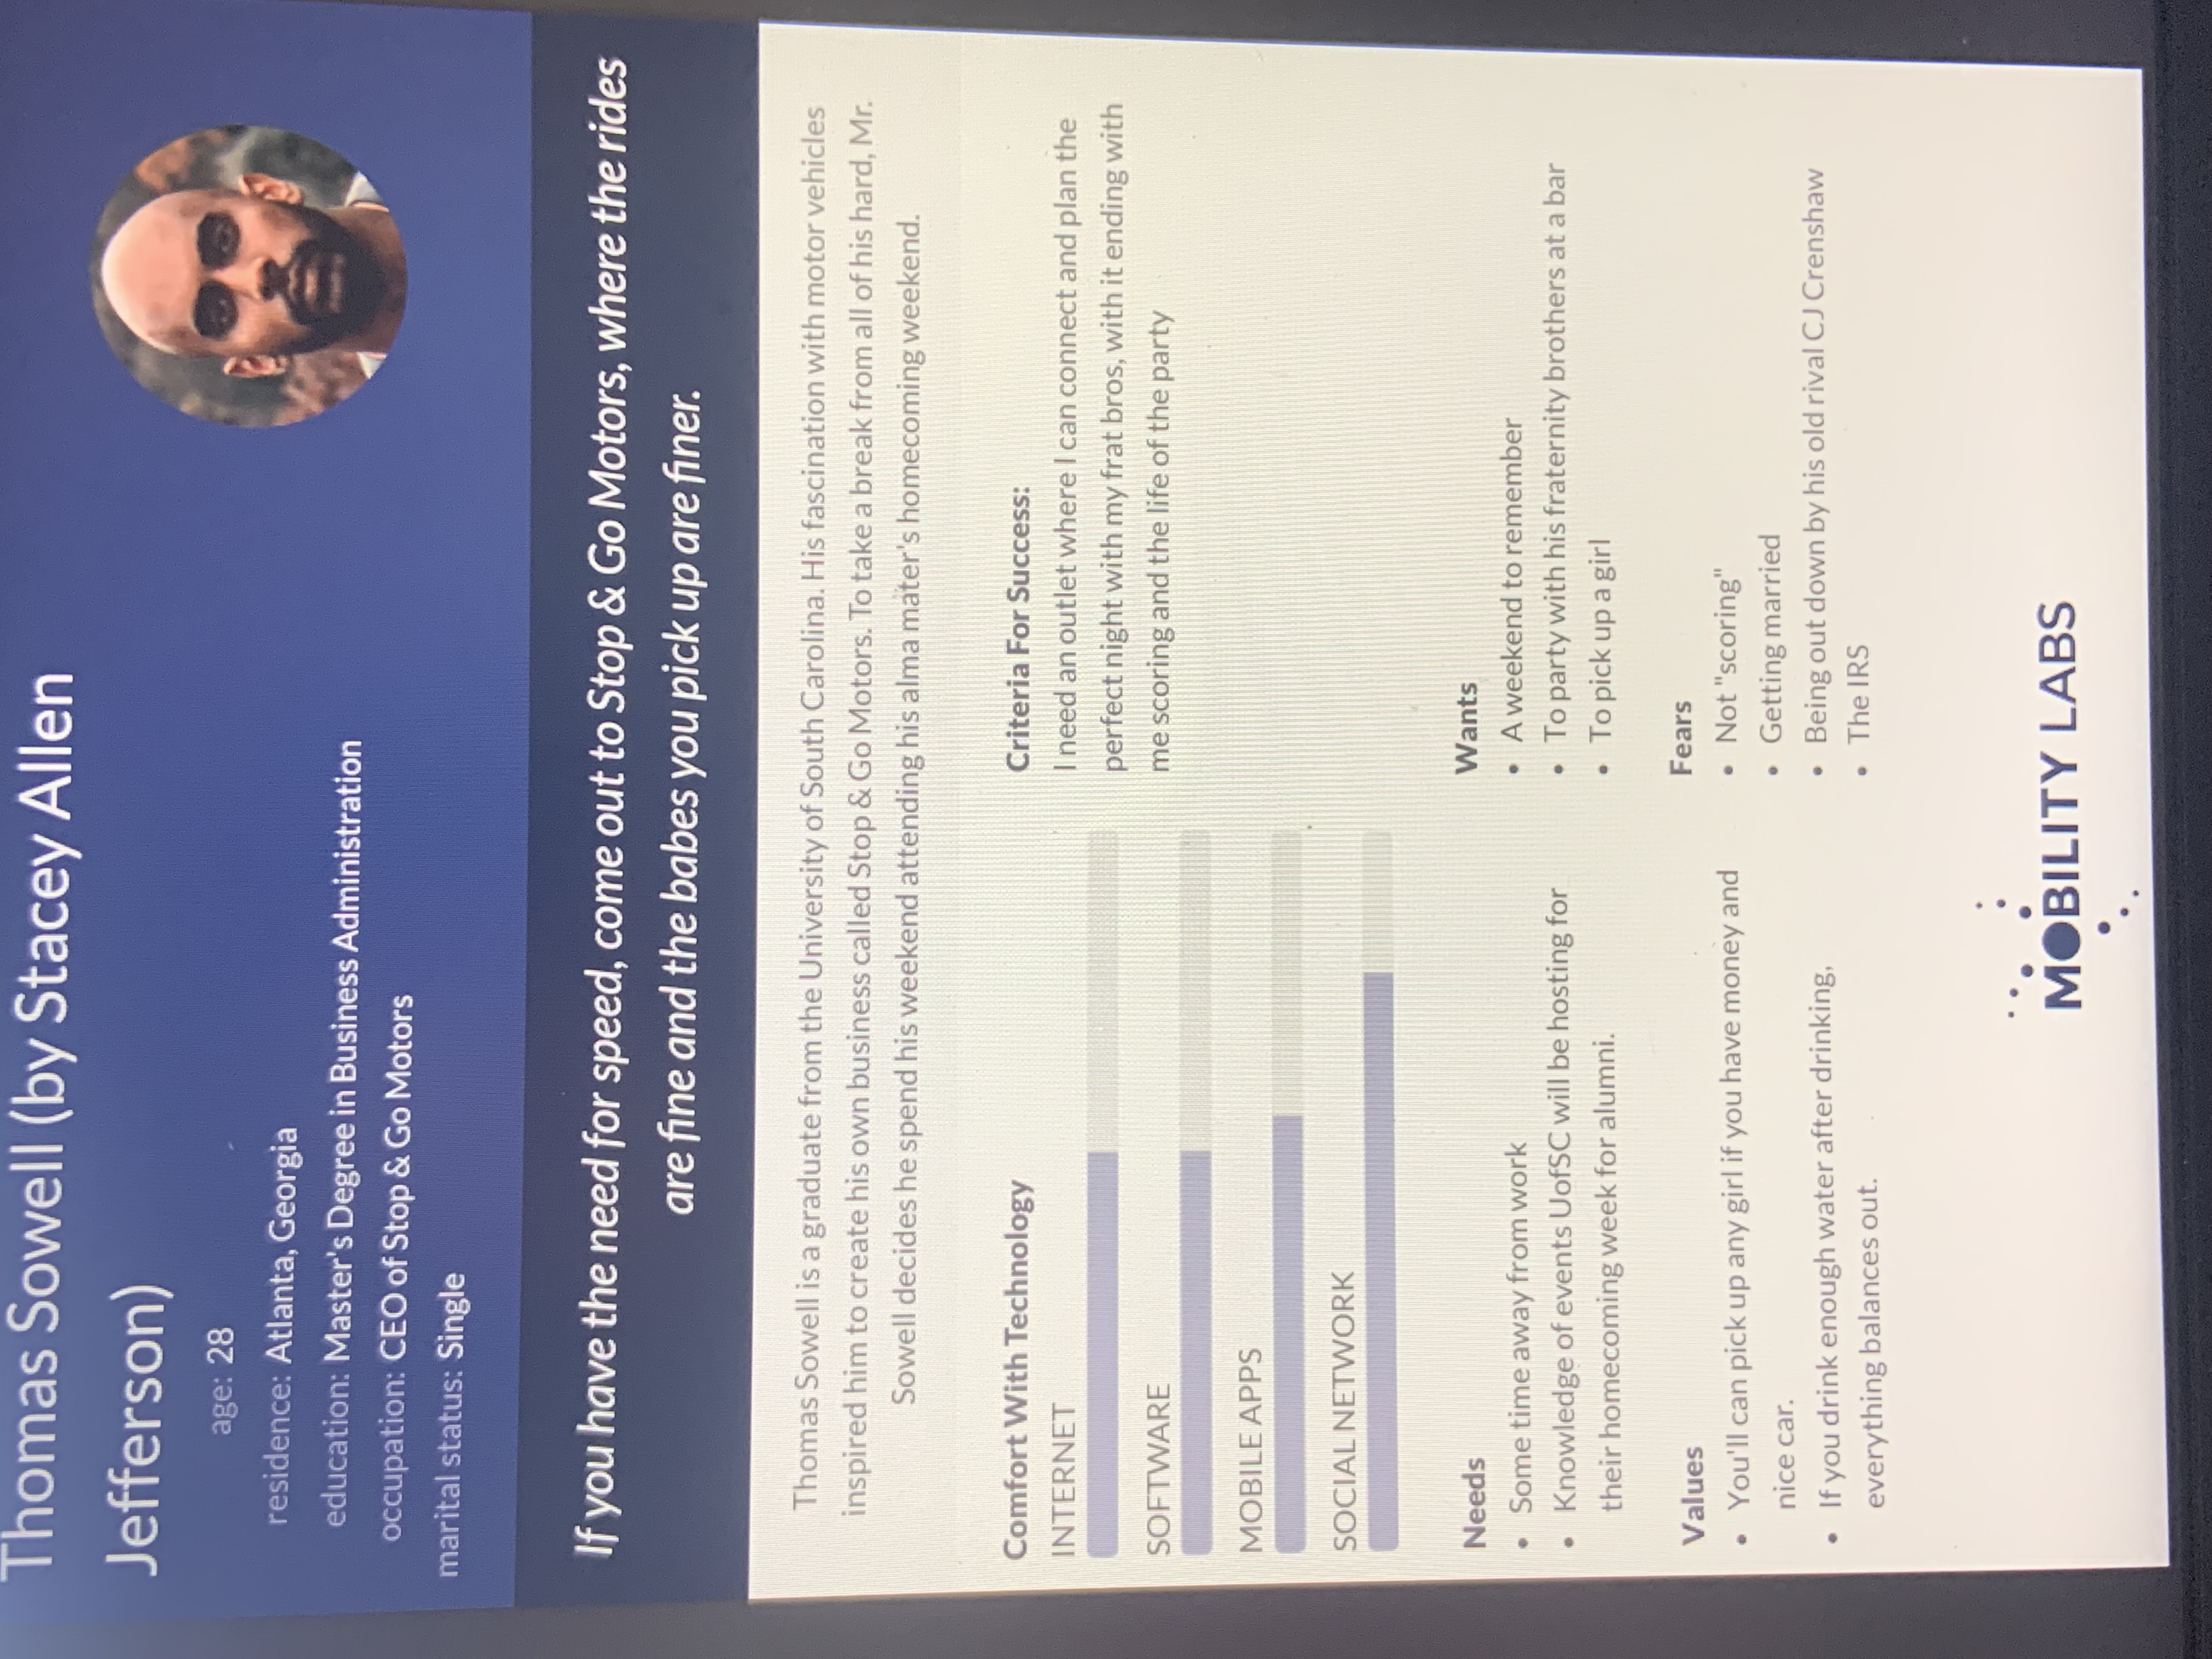 Thomas Sowell (by Stacey Allen
Jefferson)
age: 28
residence: Atlanta, Georgia
education: Master's Degree in Business Administration
occupation: CEO of Stop & Go Motors
marital status: Single
If you have the need for speed, come out to Stop & Go Motors, where the rides
are fine and the babes you pick up are finer.
Thomas Sowell is a graduate from the University of South Carolina. His fascination with motor vehicles
inspired him to create his own business called Stop & Go Motors. To take a break from all of his hard, Mr.
Sowell decides he spend his weekend attending his alma mater's homecoming weekend.
Comfort With Technology
INTERNET
SOFTWARE
MOBILE APPS
SOCIAL NETWORK
Criteria For Success:
I need an outlet where I can connect and plan the
perfect night with my frat bros, with it ending with
me scoring and the life of the party
Needs
• Some time away from work
• Knowledge of events UofSC will be hosting for
their homecoming week for alumni.
Wants
• A weekend to remember
• To party with his fraternity brothers at a bar
• To pick up a girl
Values
• You'll can pick up any girl if you have money and
nice car.
• If you drink enough water after drinking,
everything balances out.
Fears
• Not "scoring"
• Getting married
• Being out down by his old rival CJ Crenshaw
• The IRS
MOBILITY LABS